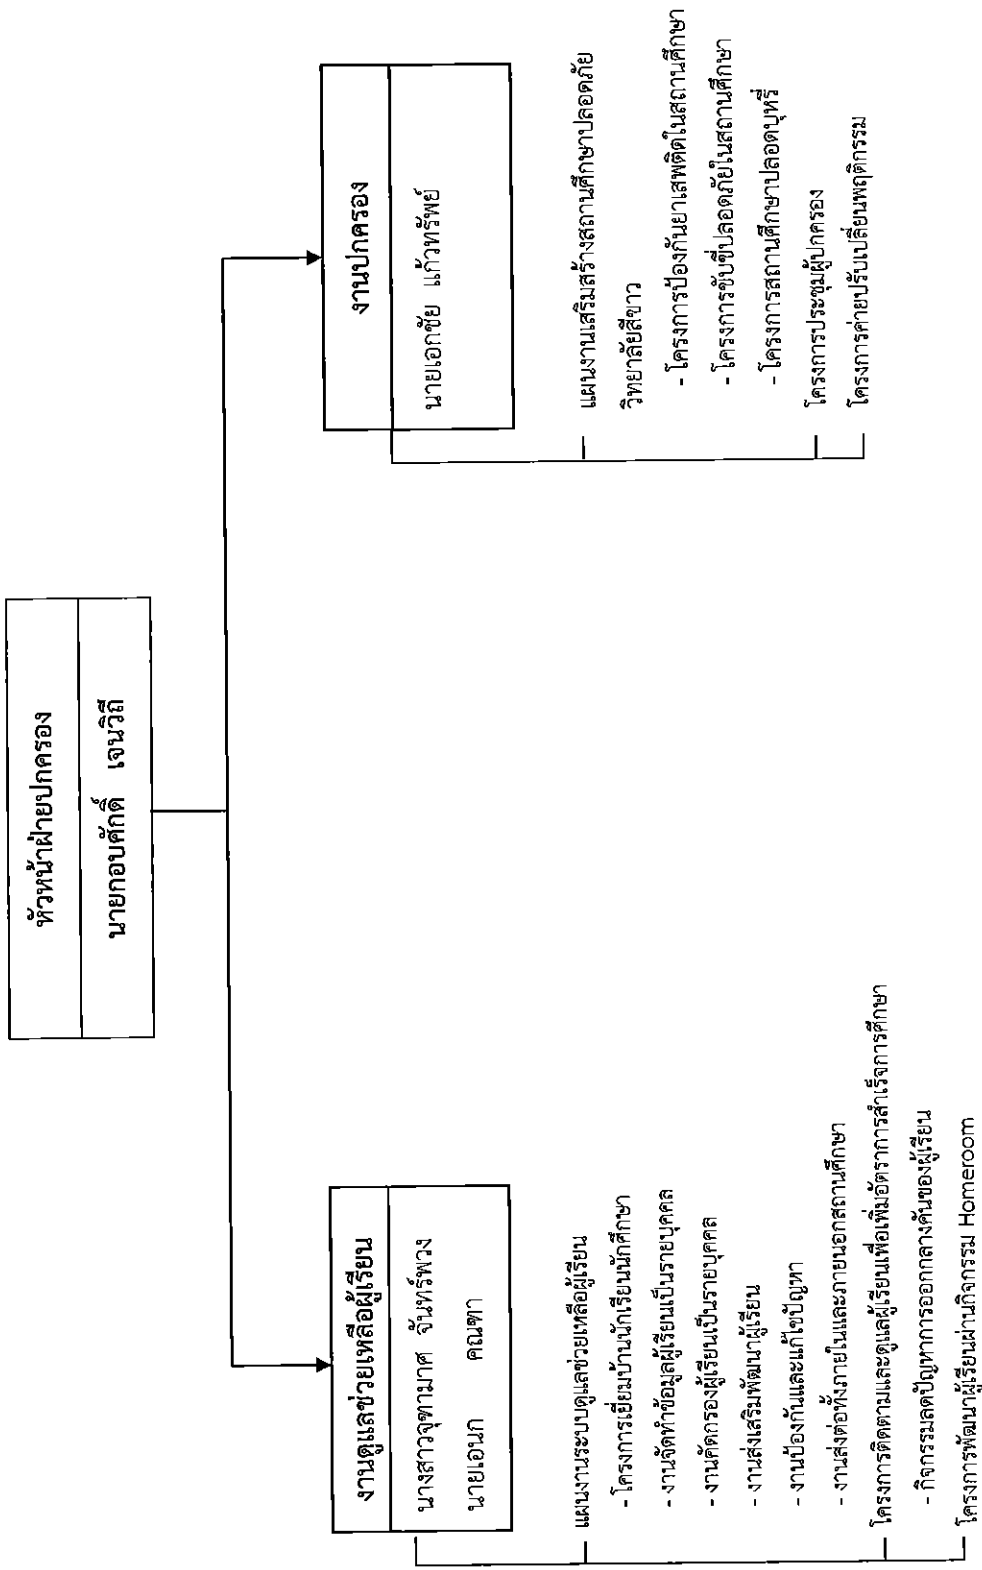 หัวหน้าฝ่ายปกครอง
นายกอบศักดิ์ เจนวิถี
งานดูแลช่วยเหลือผู้เรียน
นางสาวจุฑามาศ จันทร์พวง
นายเอนก คณฑา
แผนงานระบบดูแลช่วยเหลือผู้เรียน
- โครงการเยี่ยมบ้านนักเรียนนักศึกษา
- งานจัดทำข้อมูลผู้เรียนเป็นรายบุคคล
- งานคัดกรองผู้เรียนเป็นรายบุคคล
- งานส่งเสริมพัฒนาผู้เรียน
- งานป้องกันและแก้ไขปัญหา
- งานส่งต่อทั้งภายในและภายนอกสถานศึกษา
โครงการติดตามและดูแลผู้เรียนเพื่อเพิ่มอัตราการสำเร็จการศึกษา
- กิจกรรมลดปัญหาการออกกลางคันของผู้เรียน
โครงการพัฒนาผู้เรียนผ่านกิจกรรม Homeroom
งานปกครอง
นายเอกชัย แก้วทรัพย์
แผนงานเสริมสร้างสถานศึกษาปลอดภัย
วิทยาลัยสีขาว
- โครงการป้องกันยาเสพติดในสถานศึกษา
- โครงการขับขี่ปลอดภัยในสถานศึกษา
- โครงการสถานศึกษาปลอดบุหรี่
โครงการประชุมผู้ปกครอง
โครงการค่ายปรับเปลี่ยนพฤติกรรม